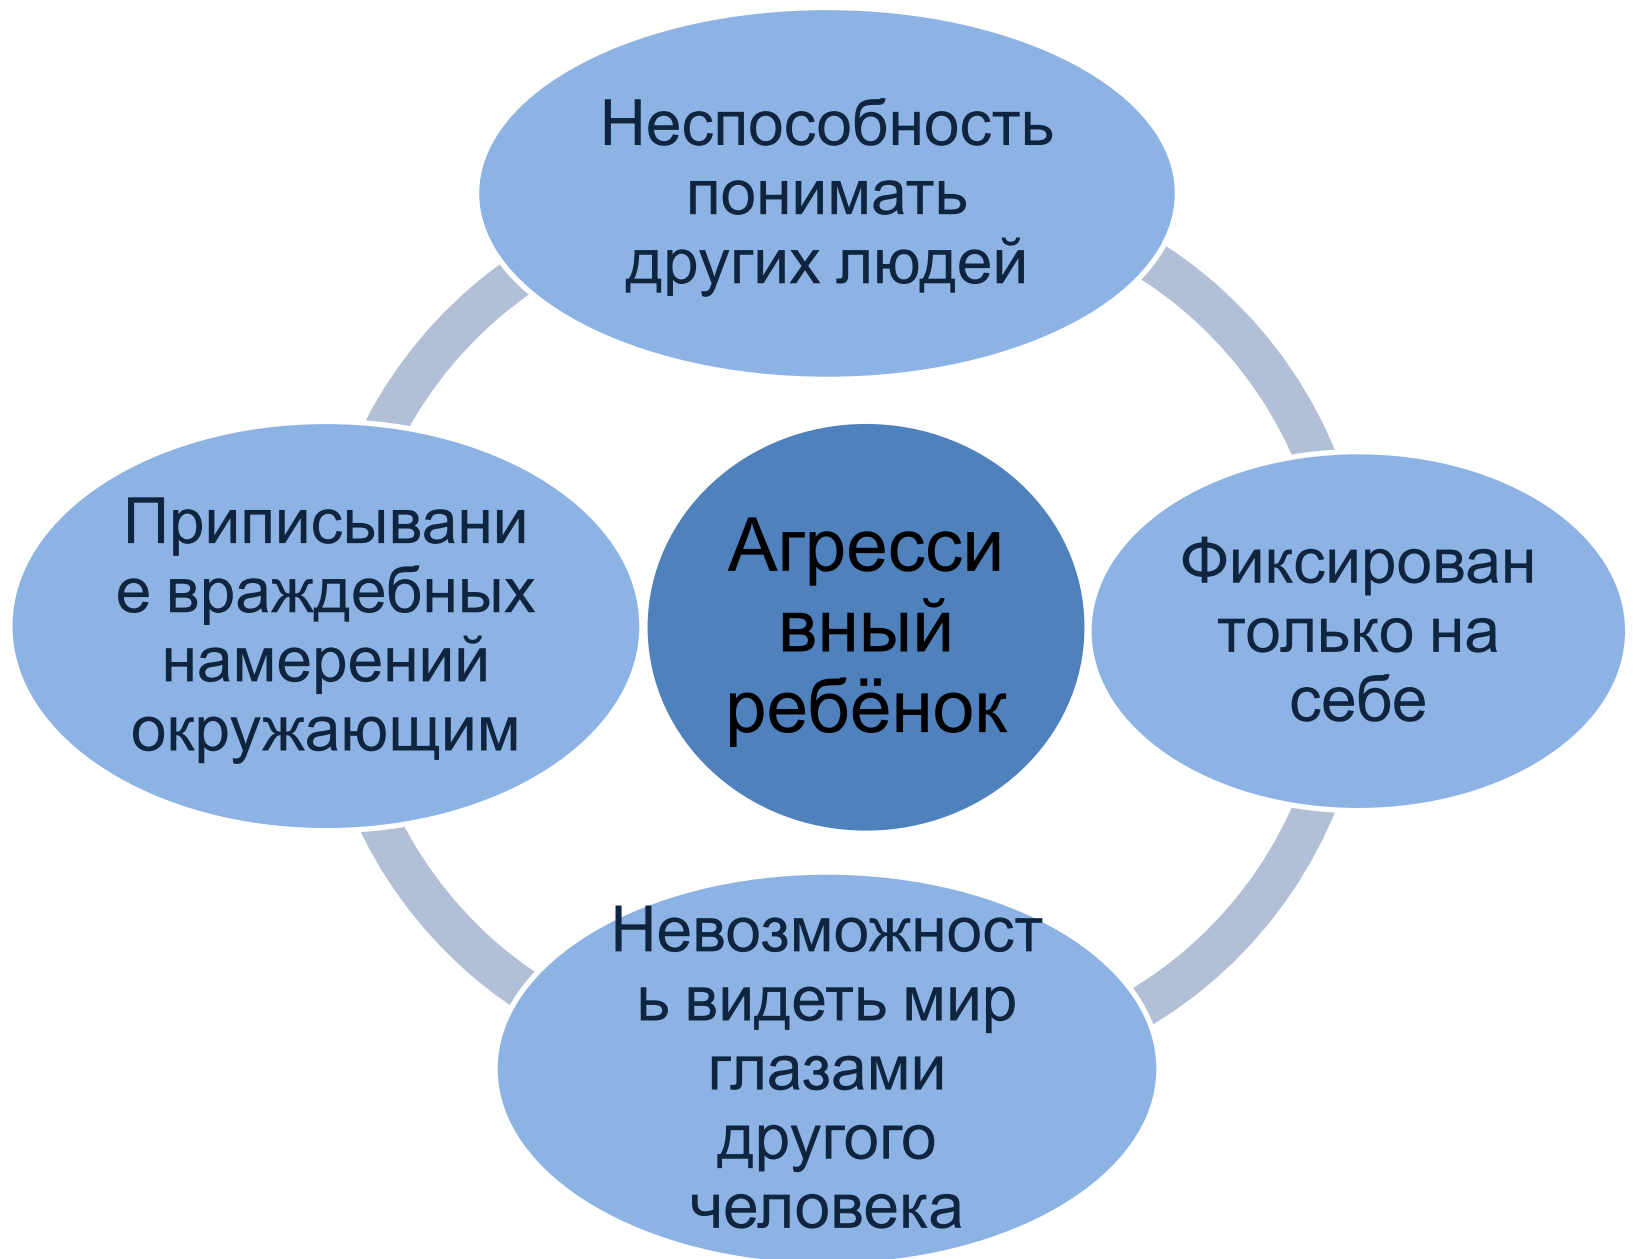 Неспособность
понимать
других людей
Приписывани
е враждебных
намерений
окружающим
Агресси
вный
ребёнок
Фиксирован
только на
себе
Невозможност
ь видеть мир
глазами
другого
человека